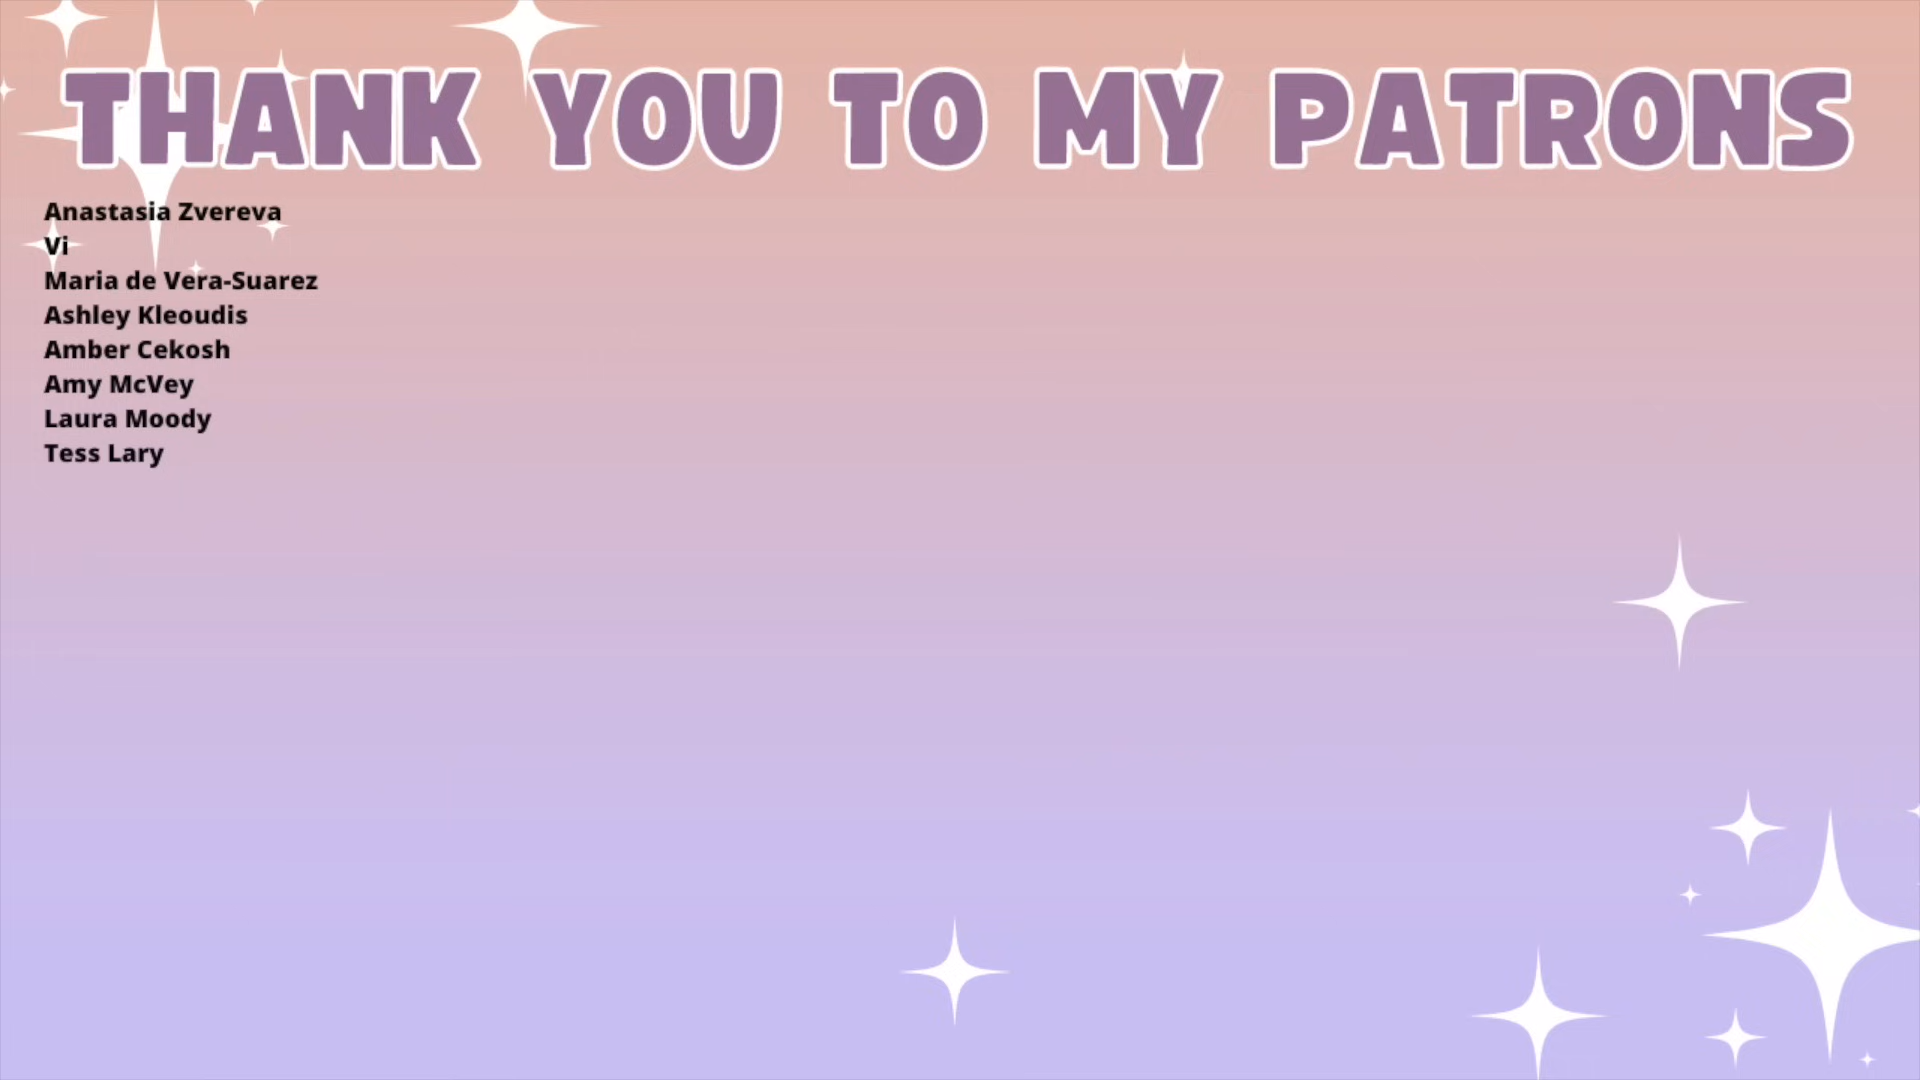 THANK YOU TO MY PATRONS
Anastasia Zvereva
Vi
Maria de Vera-Suarez
Ashley Kleoudis
Amber Cekosh
Amy McVey
Laura Moody
Tess Lary